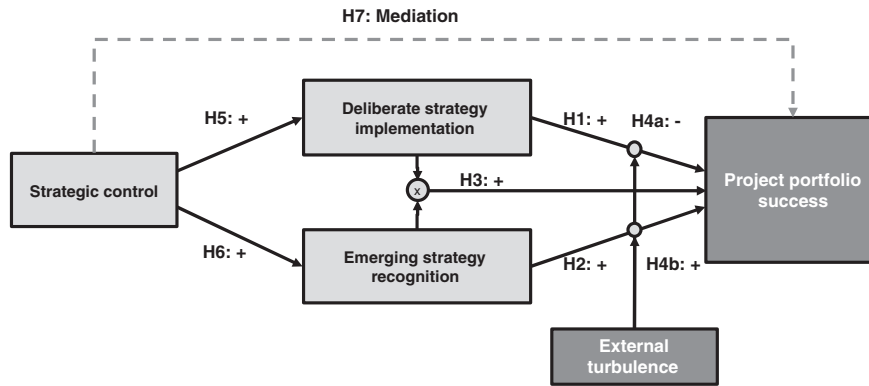 H7: Mediation
Deliberate strategy
implementation
H5: +
H1: +
H4a: -
Strategic control
x
H3: +
Project portfolio
success
H6: +
Emerging strategy
recognition
H2: +
H4b: +
External
turbulence